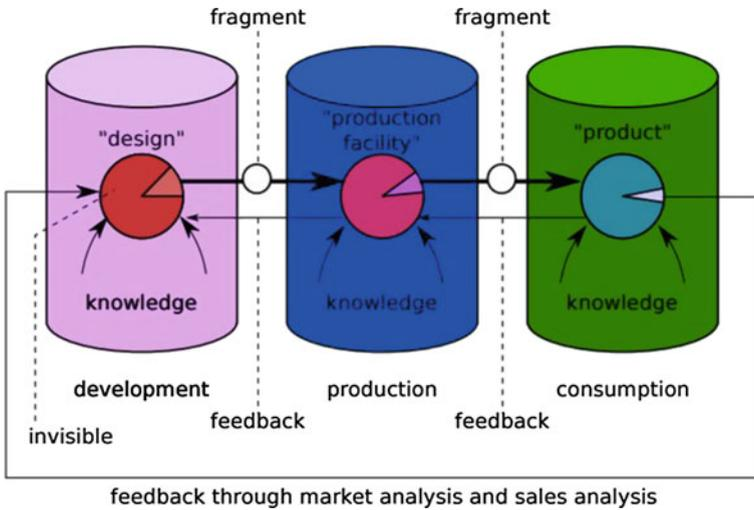 fragment
fragment
"design"
"production
facility"
"product"
knowledge
knowledge
knowledge
development
production
consumption
invisible
feedback
feedback
feedback through market analysis and sales analysis